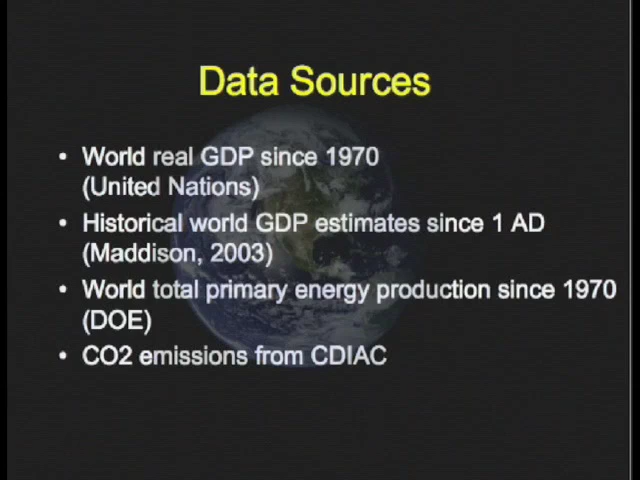 Data Sources
• World real GDP since 1970
(United Nations)
• Historical world GDP estimates since 1 AD
(Maddison, 2003)
• World total primary energy production since 1970
(DOE)
• CO2 emissions from CDIAC